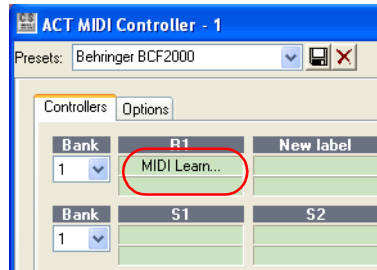 ACT MIDI Controller - 1
Presets: Behringer BCF2000
Controllers Options
Bank R1 New label
1 MIDI Learn...
Bank S1 S2
1